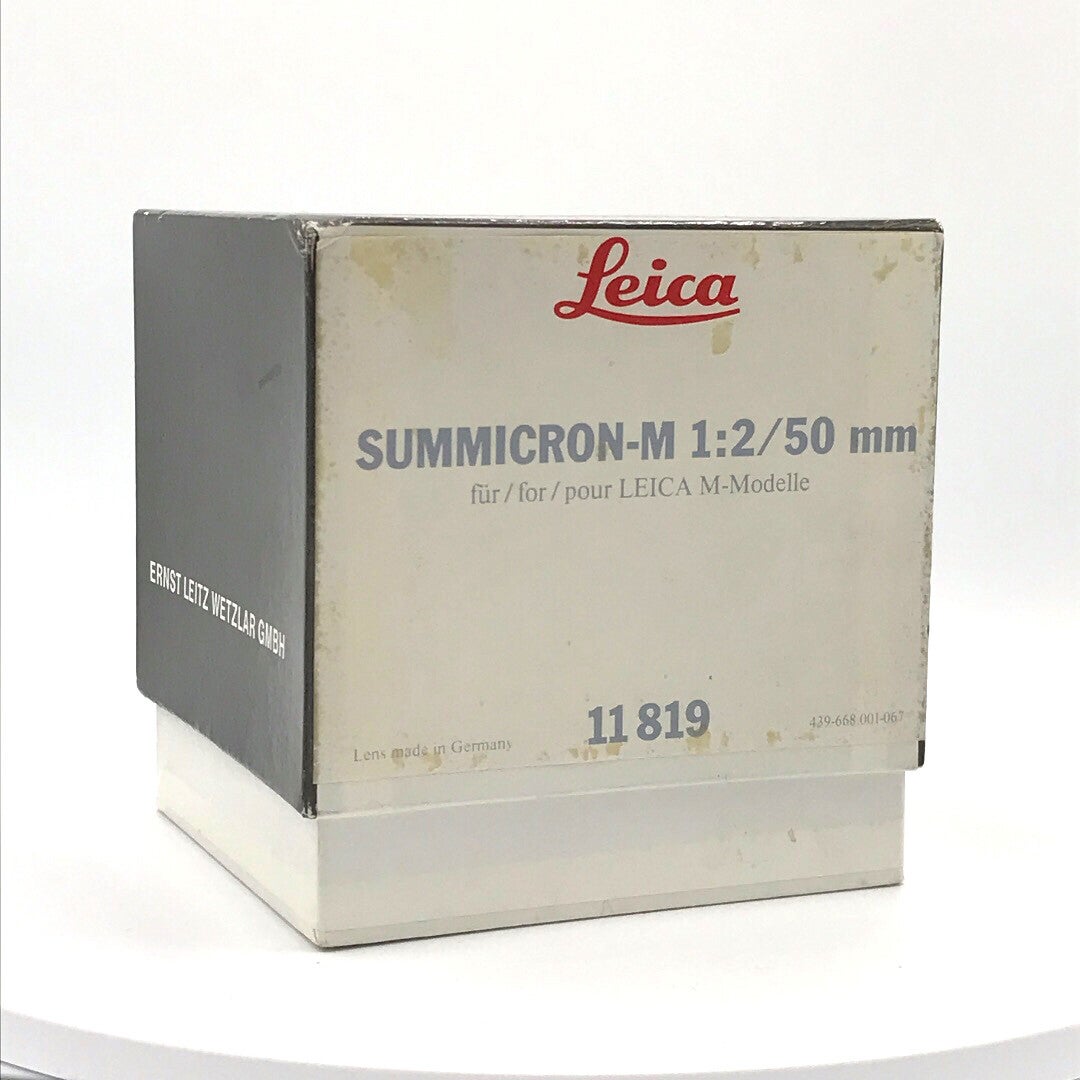 Leica
SUMMICRON-M 1:2/50 mm
für / for / pour LEICA M-Modelle
11 819
439-668 001-067
Lens made in Germany
ERNST LEITZ WETZLAR GMBH